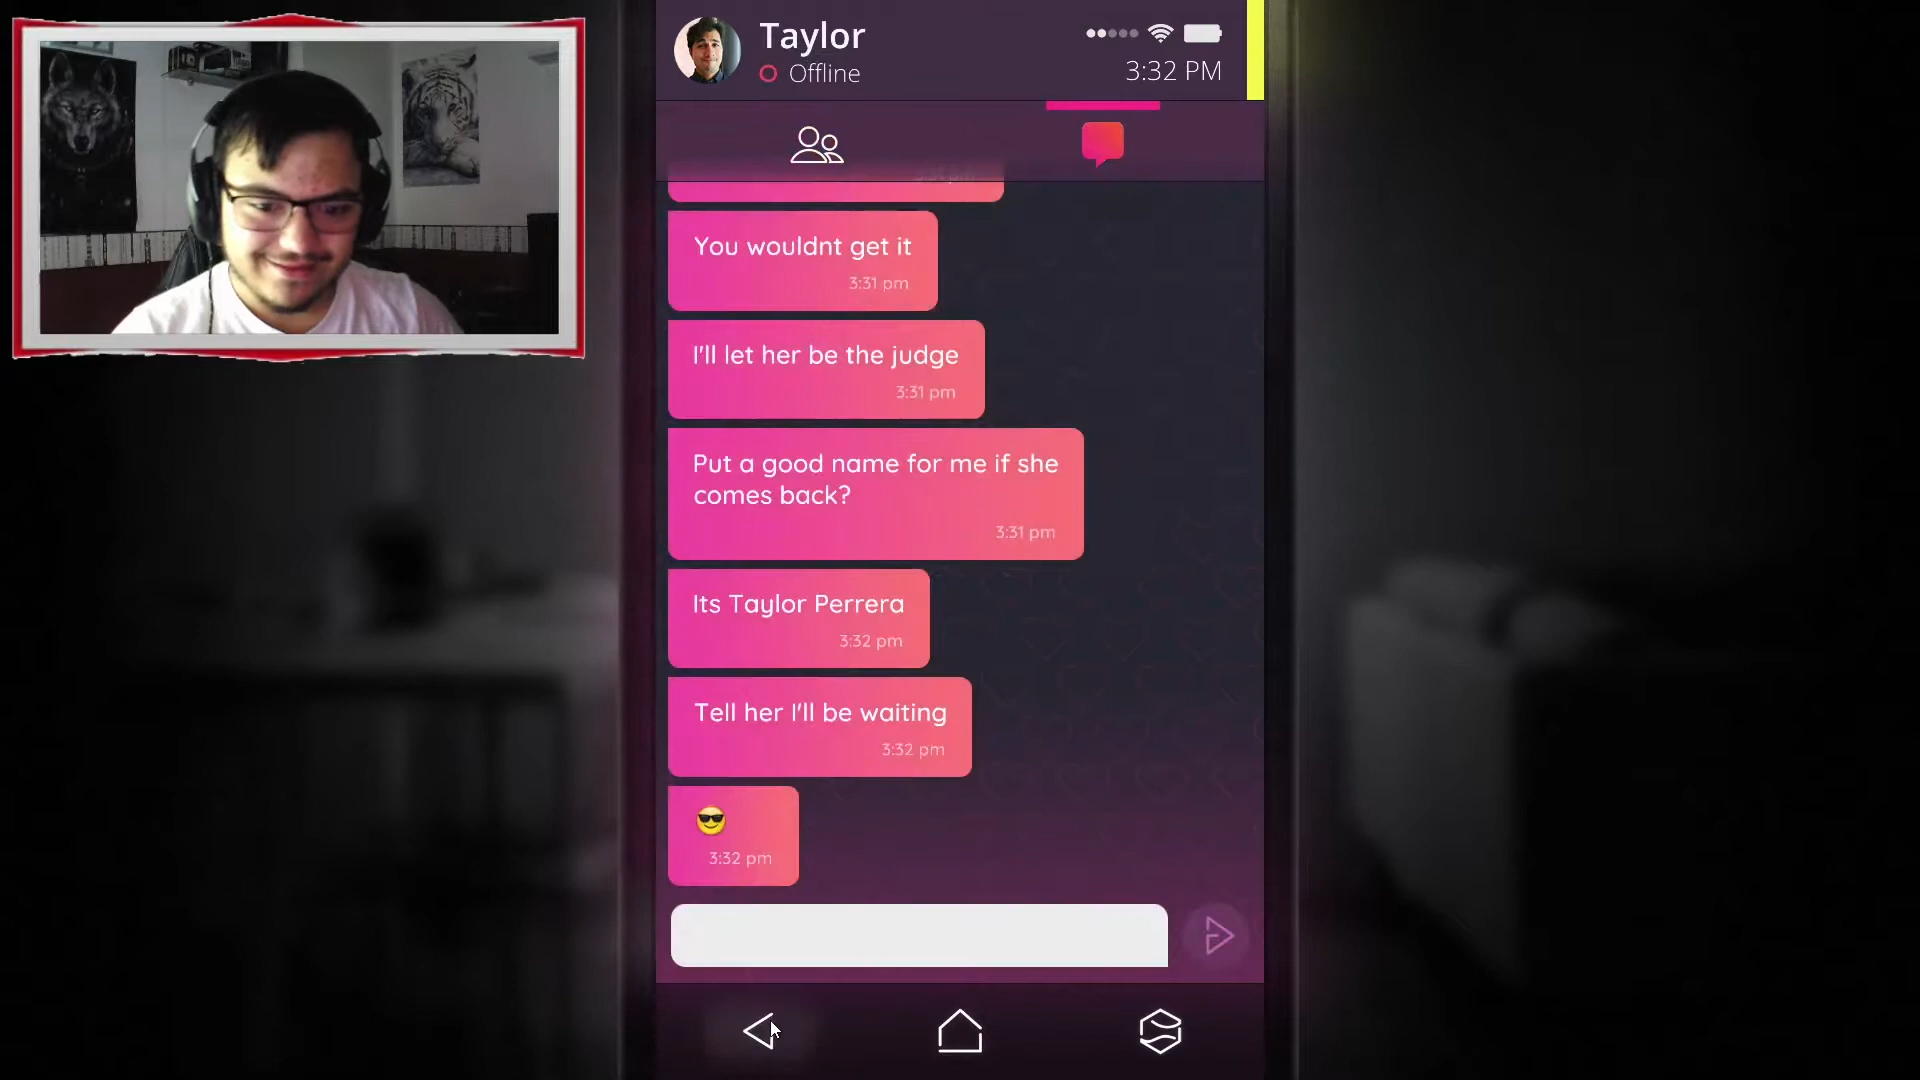 Taylor
Offline
3:32 PM
You wouldnt get it
3:31 pm
I'll let her be the judge
3:31 pm
Put a good name for me if she
comes back?
3:31 pm
Its Taylor Perrera
3:32 pm
Tell her I'll be waiting
3:32 pm
😎
3:32 pm